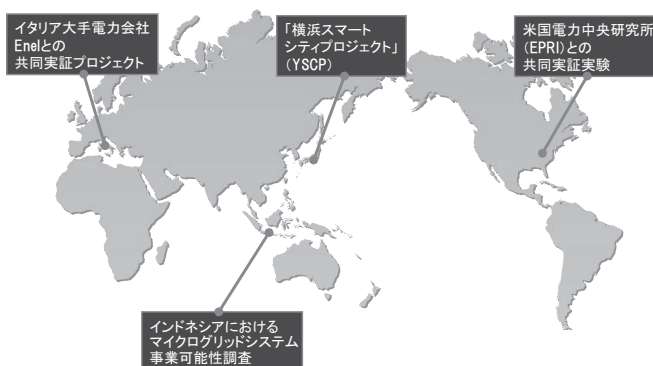 イタリア大手電力会社
Enelとの
共同実証プロジェクト
「横浜スマート
シティプロジェクト」
(YSCP)
米国電力中央研究所
(EPRI)との
共同実証実験
インドネシアにおける
マイクログリッドシステム
事業可能性調査